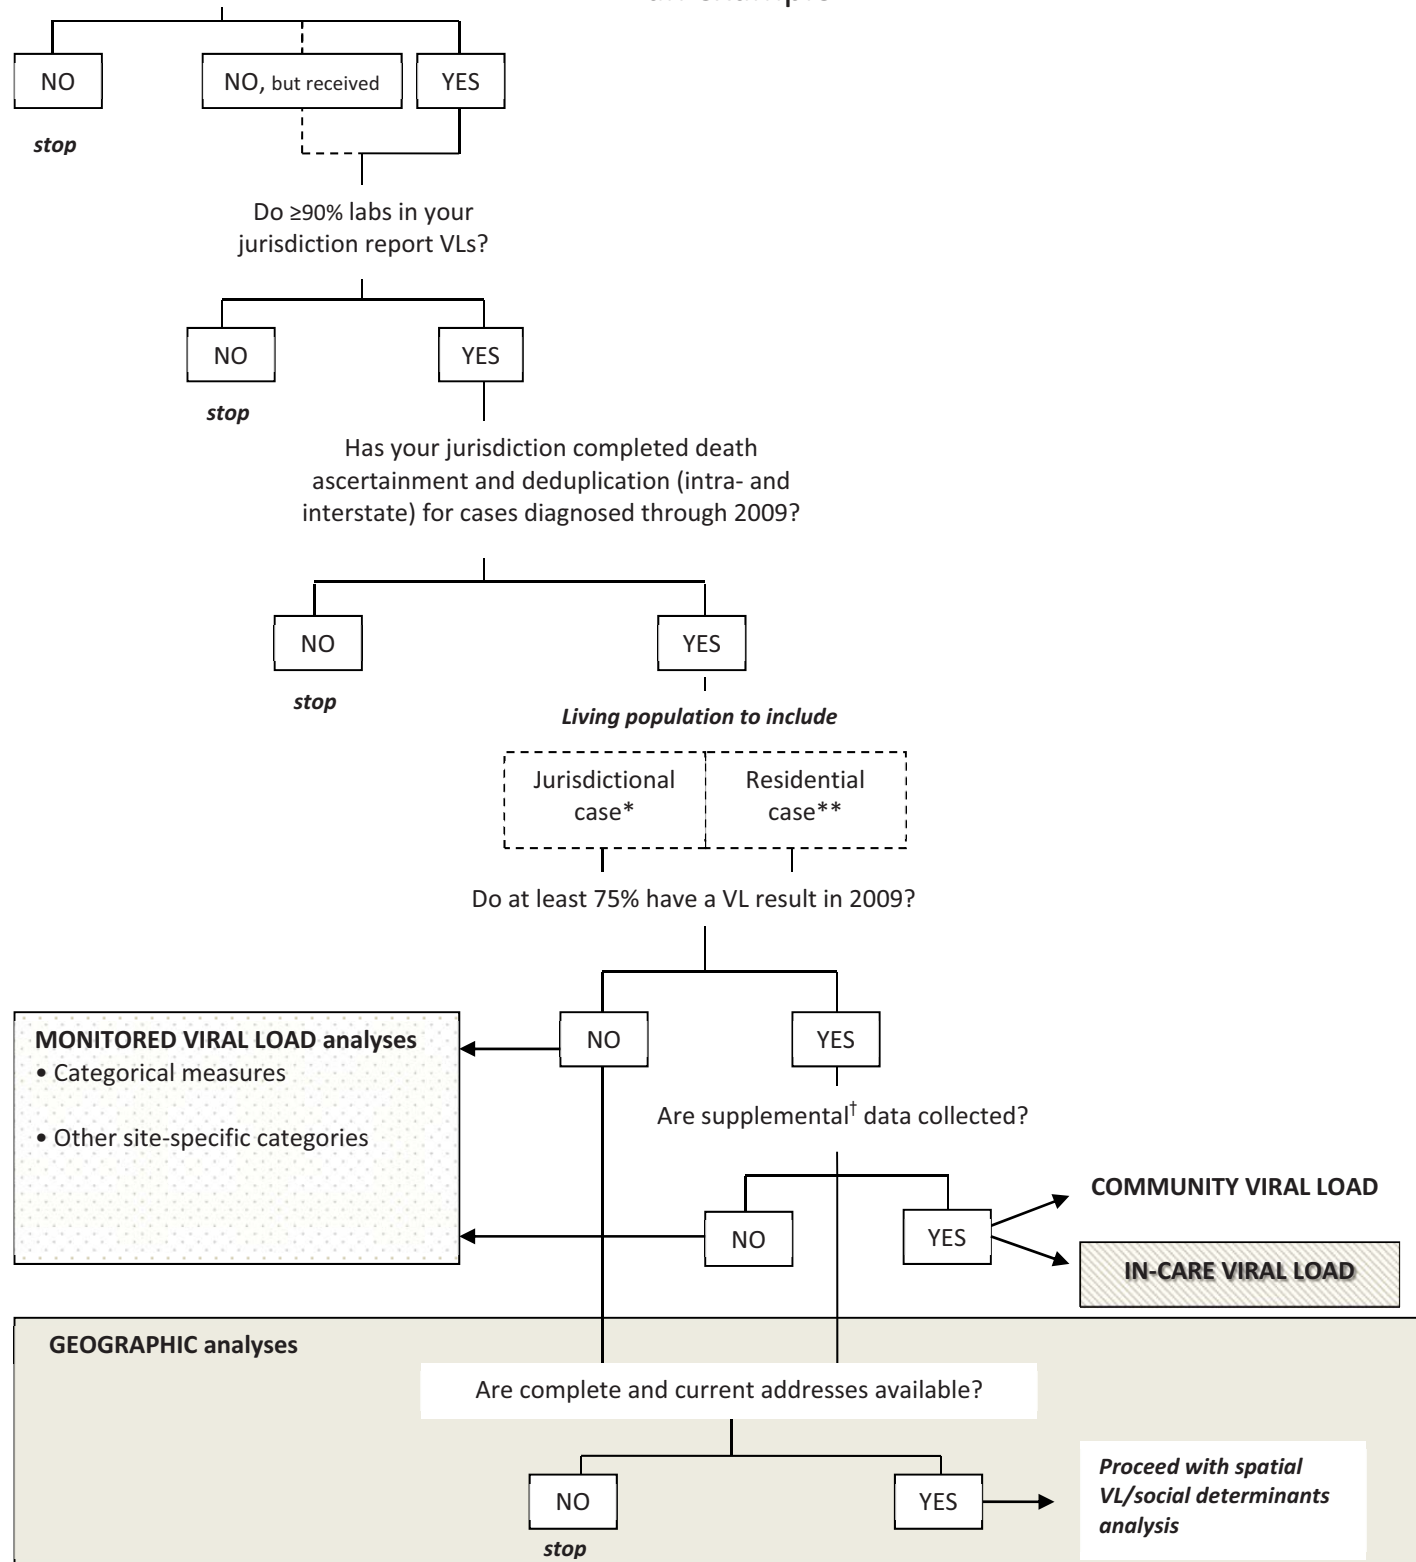 an example
NO
NO, but received
YES
stop
Do ≥90% labs in your
jurisdiction report VLs?
NO
YES
stop
Has your jurisdiction completed death
ascertainment and deduplication (intra- and
interstate) for cases diagnosed through 2009?
NO
YES
stop
Living population to include
Jurisdictional
case*
Residential
case**
Do at least 75% have a VL result in 2009?
NO
YES
MONITORED VIRAL LOAD analyses
• Categorical measures
• Other site-specific categories
Are supplemental† data collected?
NO
YES
COMMUNITY VIRAL LOAD
IN-CARE VIRAL LOAD
GEOGRAPHIC analyses
Are complete and current addresses available?
NO
YES
stop
Proceed with spatial
VL/social determinants
analysis